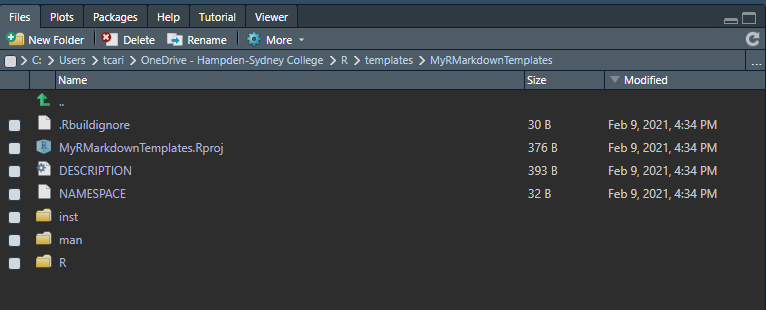 Files Plots Packages Help Tutorial Viewer
New Folder Delete Rename More
C: Users tcari OneDrive - Hampden-Sydney College R templates MyRMarkdownTemplates ...
Name Size Modified
..
.Rbuildignore 30 B Feb 9, 2021, 4:34 PM
MyRMarkdownTemplates.Rproj 376 B Feb 9, 2021, 4:34 PM
DESCRIPTION 393 B Feb 9, 2021, 4:34 PM
NAMESPACE 32 B Feb 9, 2021, 4:34 PM
inst
man
R